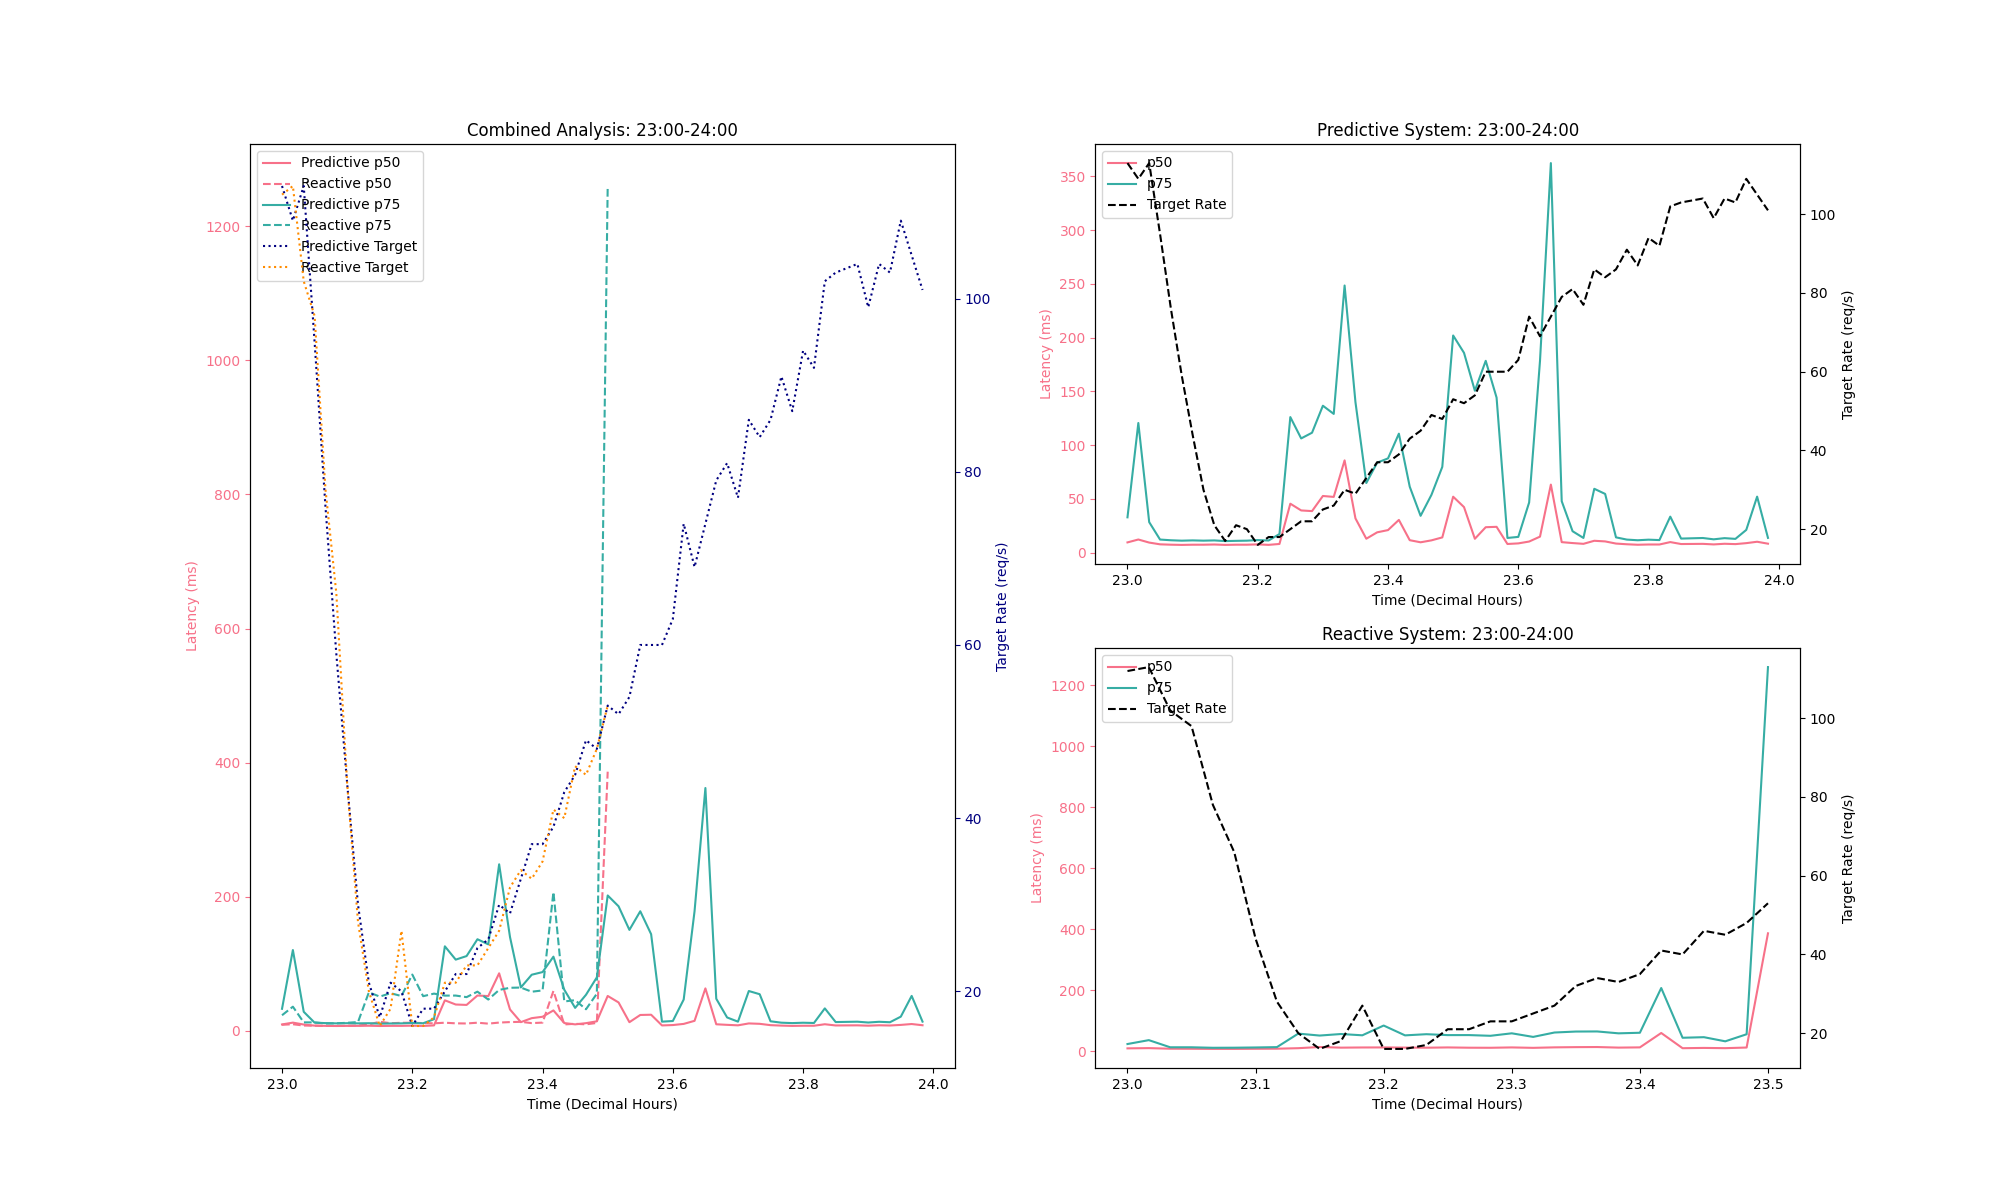 Combined Analysis: 23:00-24:00
Predictive p50
Reactive p50
Predictive p75
Reactive p75
Predictive Target
Reactive Target
1200
1000
800
600
400
200
0
Latency (ms)
100
80
60
40
20
Target Rate (req/s)
23.0 23.2 23.4 23.6 23.8 24.0
Time (Decimal Hours)
Predictive System: 23:00-24:00
p50
p75
Target Rate
350
300
250
200
150
100
50
0
Latency (ms)
100
80
60
40
20
Target Rate (req/s)
23.0 23.2 23.4 23.6 23.8 24.0
Time (Decimal Hours)
Reactive System: 23:00-24:00
p50
p75
Target Rate
1200
1000
800
600
400
200
0
Latency (ms)
100
80
60
40
20
Target Rate (req/s)
23.0 23.1 23.2 23.3 23.4 23.5
Time (Decimal Hours)